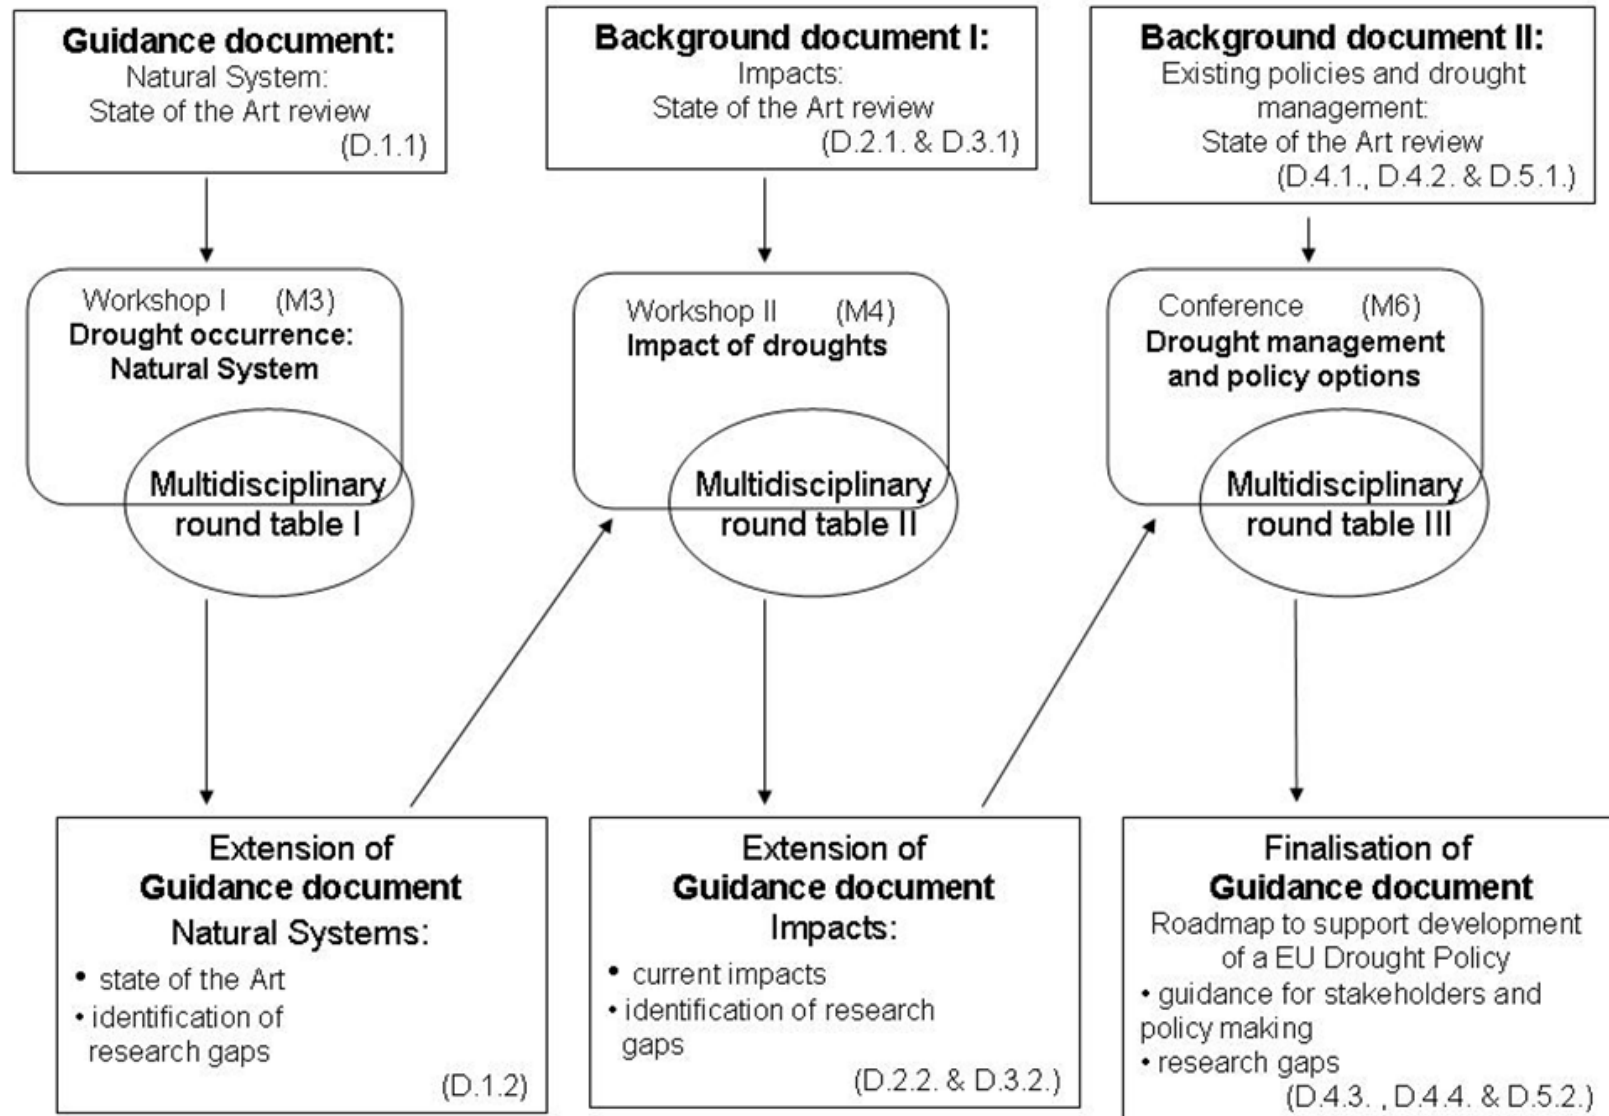 Guidance document:
Natural System:
State of the Art review
(D.1.1)
Background document I:
Impacts:
State of the Art review
(D.2.1. & D.3.1)
Background document II:
Existing policies and drought
management:
State of the Art review
(D.4.1., D.4.2. & D.5.1.)
Workshop I (M3)
Drought occurrence:
Natural System
Multidisciplinary
round table I
Workshop II (M4)
Impact of droughts
Multidisciplinary
round table II
Conference (M6)
Drought management
and policy options
Multidisciplinary
round table III
Extension of
Guidance document
Natural Systems:
• state of the Art
• identification of
research gaps
(D.1.2)
Extension of
Guidance document
Impacts:
• current impacts
• identification of research
gaps
(D.2.2. & D.3.2.)
Finalisation of
Guidance document
Roadmap to support development
of a EU Drought Policy
• guidance for stakeholders and
policy making
• research gaps
(D.4.3. , D.4.4. & D.5.2.)